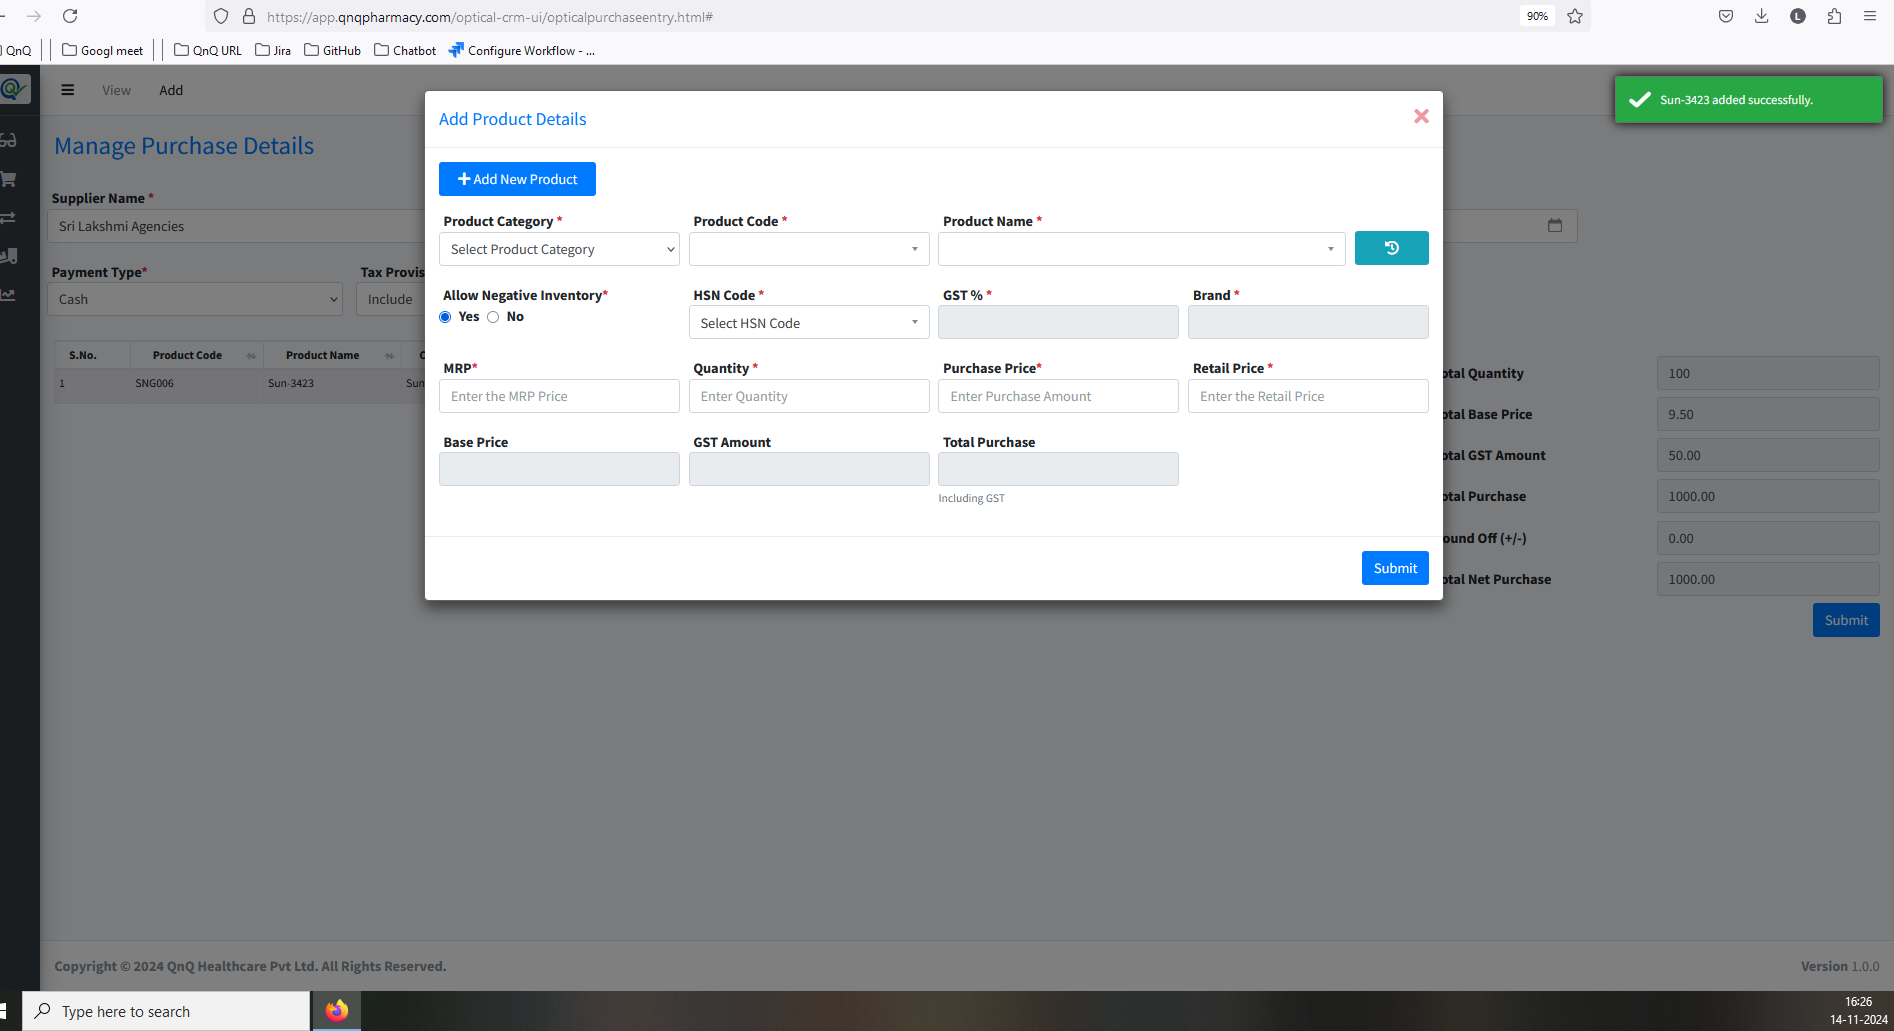 https://app.qnqpharmacy.com/optical-crm-ui/opticalpurchaseentry.html#
90%
L
QnQ
Googl meet
QnQ URL
Jira
GitHub
Chatbot
Configure Workflow - ...
View
Add
Sun-3423 added successfully.
Manage Purchase Details
Supplier Name *
Sri Lakshmi Agencies
Payment Type*
Cash
Tax Provis
Include
S.No.
Product Code
Product Name
1
SNG006
Sun-3423
Sun
Add Product Details
Add New Product
Product Category *
Product Code *
Product Name *
Select Product Category
Allow Negative Inventory*
HSN Code *
GST % *
Brand *
Yes
No
Select HSN Code
MRP*
Quantity *
Purchase Price*
Retail Price *
Enter the MRP Price
Enter Quantity
Enter Purchase Amount
Enter the Retail Price
Base Price
GST Amount
Total Purchase
Including GST
Submit
otal Quantity
100
otal Base Price
9.50
otal GST Amount
50.00
otal Purchase
1000.00
ound Off (+/-)
0.00
otal Net Purchase
1000.00
Submit
Copyright © 2024 QnQ Healthcare Pvt Ltd. All Rights Reserved.
Version 1.0.0
Type here to search
16:26
14-11-2024